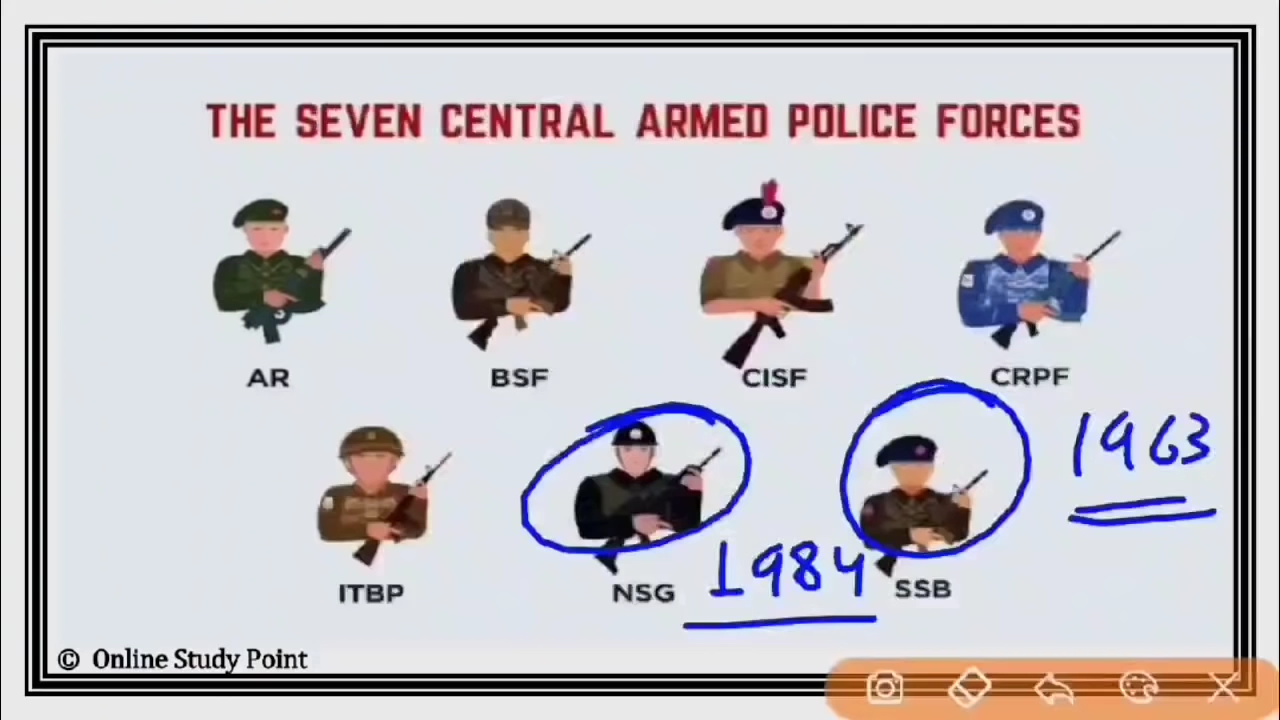 THE SEVEN CENTRAL ARMED POLICE FORCES
AR BSF CISF CRPF
1963
ITBP NSG 1984 SSB
© Online Study Point